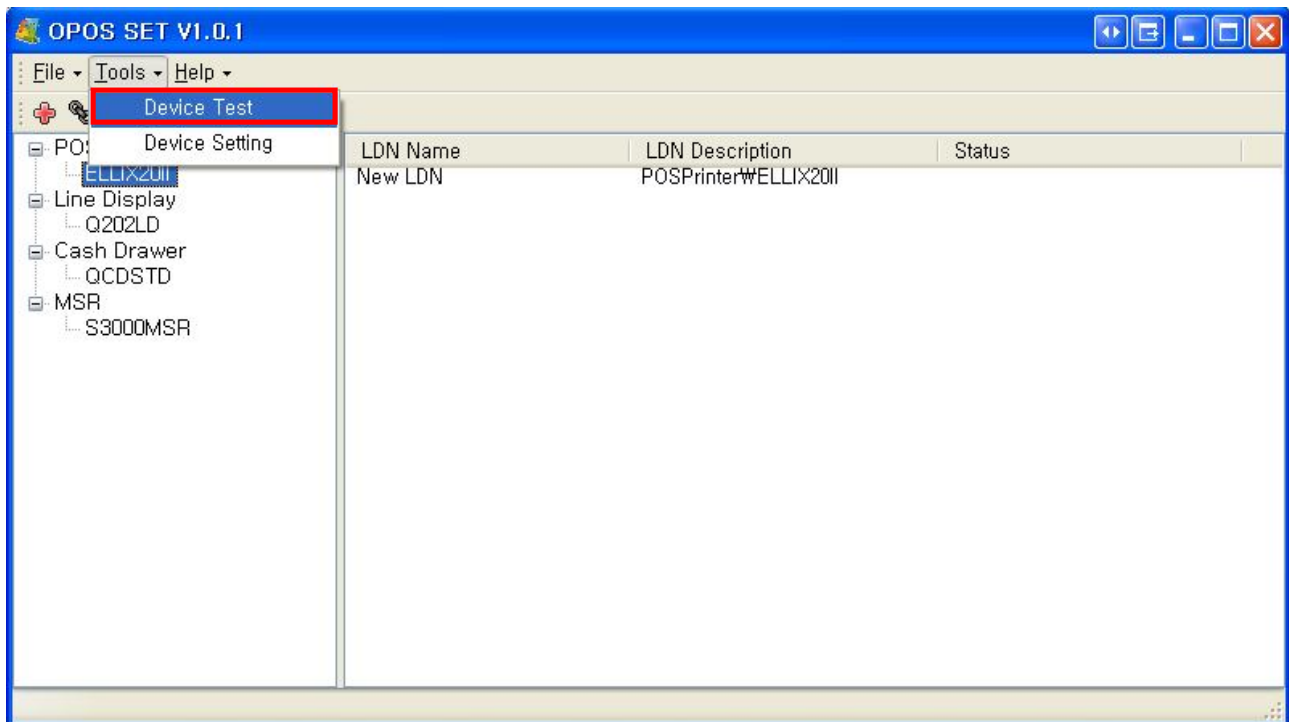 OPOS SET V1.0.1
File Tools Help
Device Test
Device Setting
PO
ELLIX20II
Line Display
Q202LD
Cash Drawer
QCDSTD
MSR
S3000MSR
LDN Name LDN Description Status
New LDN POSPrinter₩ELLIX20II